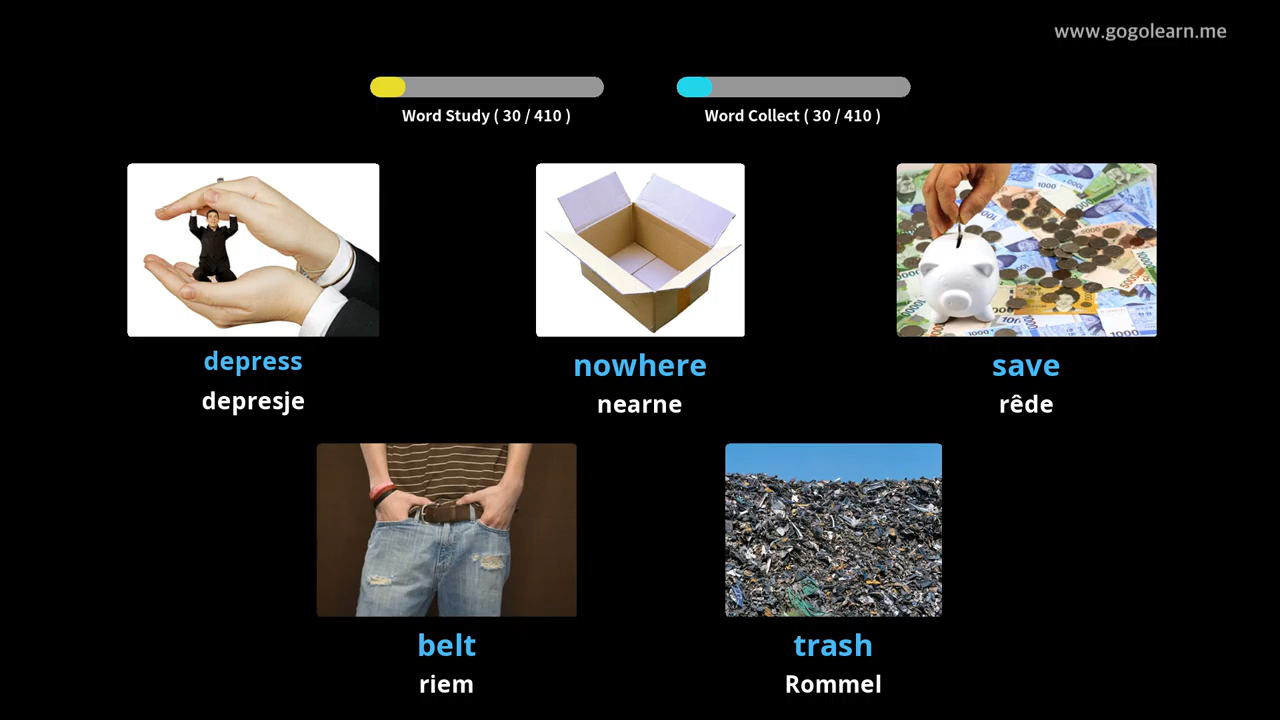 www.gogolearn.me
Word Study ( 30 / 410 )
Word Collect ( 30 / 410 )
depress
depresje
nowhere
nearne
save
rêde
belt
riem
trash
Rommel